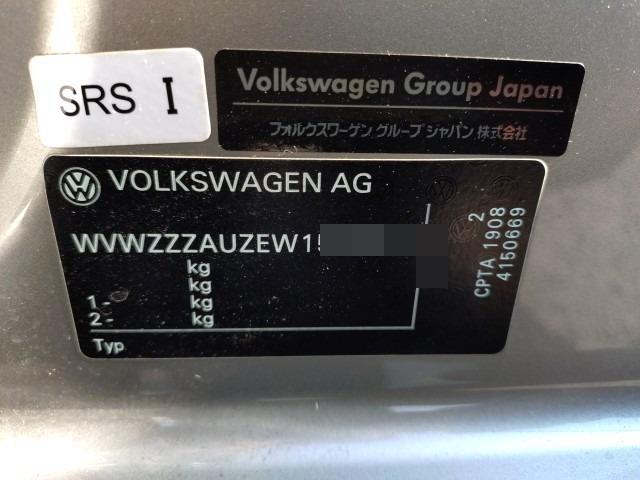 SRS I
Volkswagen Group Japan
フォルクスワーゲン グループ ジャパン 株式会社
VOLKSWAGEN AG
WVWZZZAUZEW15
kg
kg
1 - kg
2 - kg
Typ
2
CPTA 1908
4150669